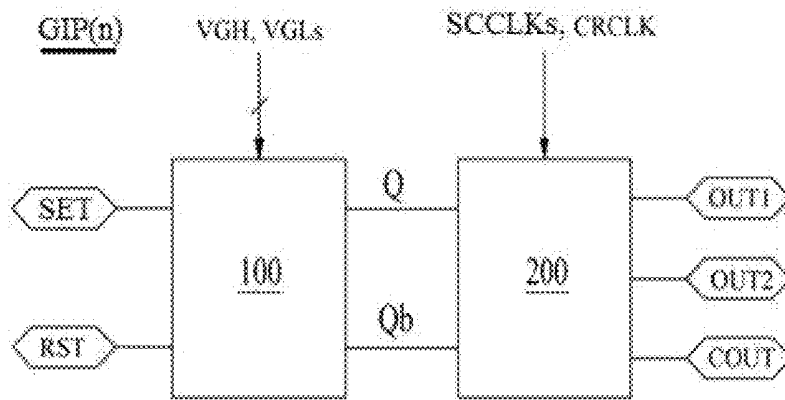 GIP(n)
VGH, VGLs
SCCLKs, CRCLK
SET
Q
OUT1
100
200
OUT2
RST
Qb
COUT